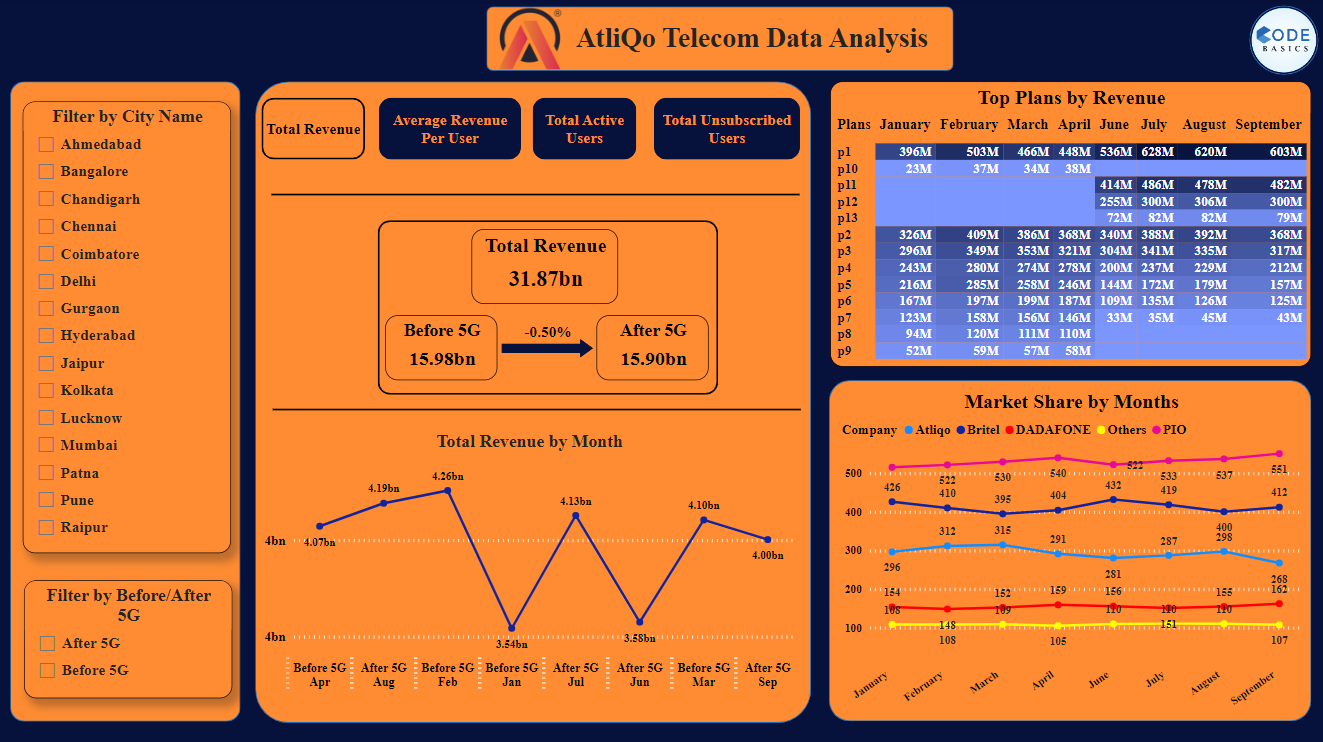 AtliQo Telecom Data Analysis
®
CODE
BASICS
Filter by City Name
Ahmedabad
Bangalore
Chandigarh
Chennai
Coimbatore
Delhi
Gurgaon
Hyderabad
Jaipur
Kolkata
Lucknow
Mumbai
Patna
Pune
Raipur
Filter by Before/After
5G
After 5G
Before 5G
Total Revenue
Average Revenue
Per User
Total Active
Users
Total Unsubscribed
Users
Total Revenue
31.87bn
Before 5G
15.98bn
-0.50%
After 5G
15.90bn
Total Revenue by Month
4bn
4bn
4.07bn
4.19bn
4.26bn
3.54bn
4.13bn
3.58bn
4.10bn
4.00bn
Before 5G After 5G Before 5G Before 5G After 5G After 5G Before 5G After 5G
Apr Aug Feb Jan Jul Jun Mar Sep
Top Plans by Revenue
Plans January February March April June July August September
p1 396M 503M 466M 448M 536M 628M 620M 603M
p10 23M 37M 34M 38M
p11 414M 486M 478M 482M
p12 255M 300M 306M 300M
p13 72M 82M 82M 79M
p2 326M 409M 386M 368M 340M 388M 392M 368M
p3 296M 349M 353M 321M 304M 341M 335M 317M
p4 243M 280M 274M 278M 200M 237M 229M 212M
p5 216M 285M 258M 246M 144M 172M 179M 157M
p6 167M 197M 199M 187M 109M 135M 126M 125M
p7 123M 158M 156M 146M 33M 35M 45M 43M
p8 94M 120M 111M 110M
p9 52M 59M 57M 58M
Market Share by Months
Company Atliqo Britel DADAFONE Others PIO
500
400
300
200
100
522 530 540 522 533 537 551
426 410 395 404 432 419 400 412
296 312 315 291 281 287 298 268
154 148 152 159 156 151 155 162
108 108 109 105 110 110 110 107
January February March April June July August September